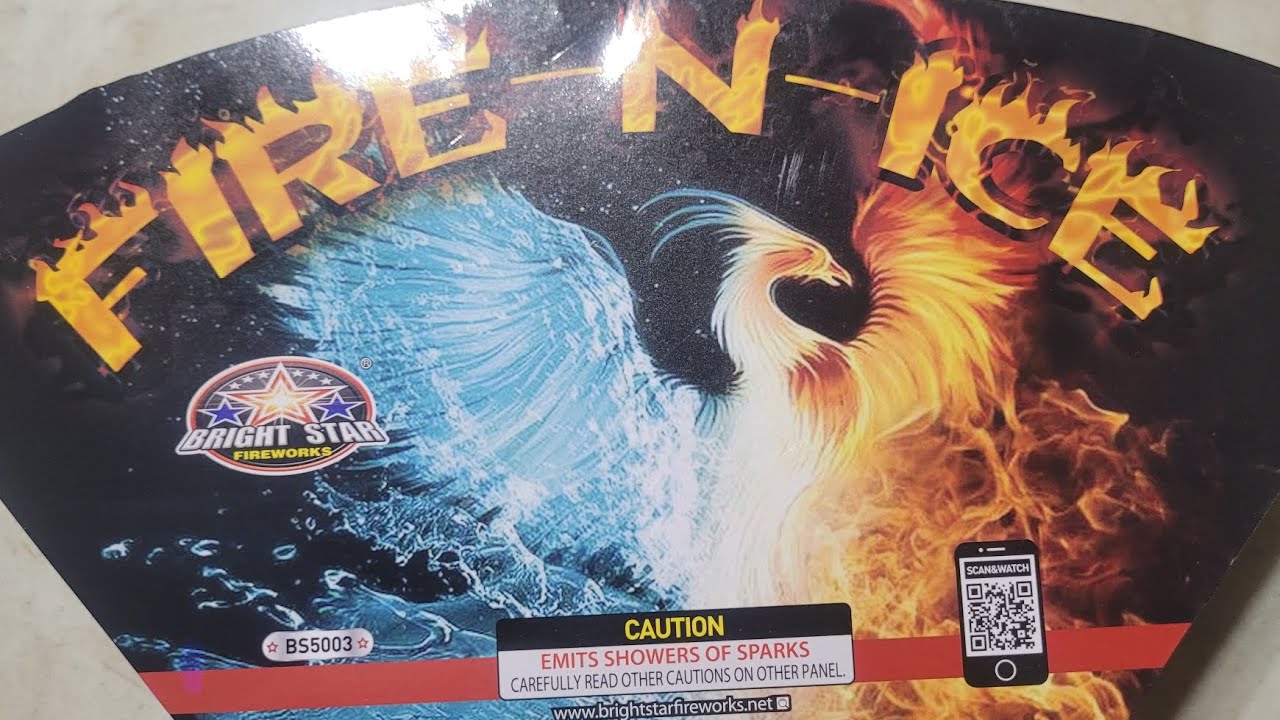 FIRE-N-ICE
®
BRIGHT STAR
FIREWORKS
SCAN&WATCH
BS5003
CAUTION
EMITS SHOWERS OF SPARKS
CAREFULLY READ OTHER CAUTIONS ON OTHER PANEL.
www.brightstarfireworks.net